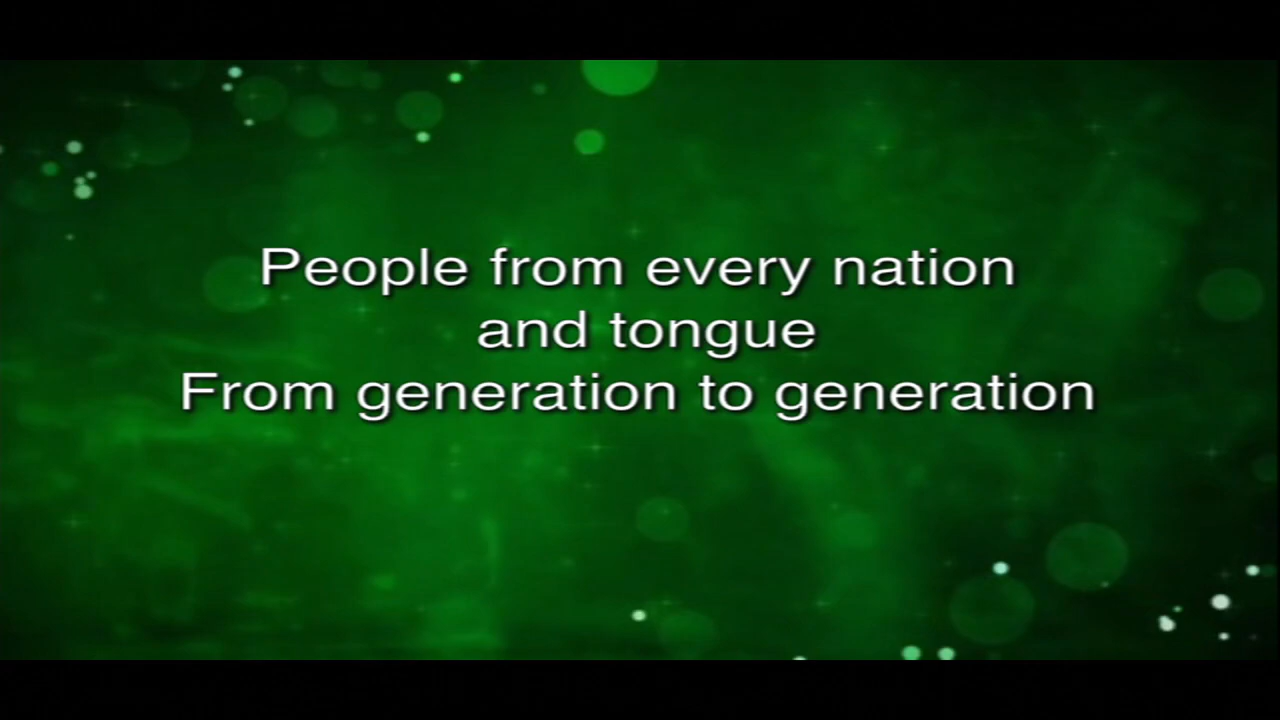 People from every nation
and tongue
From generation to generation